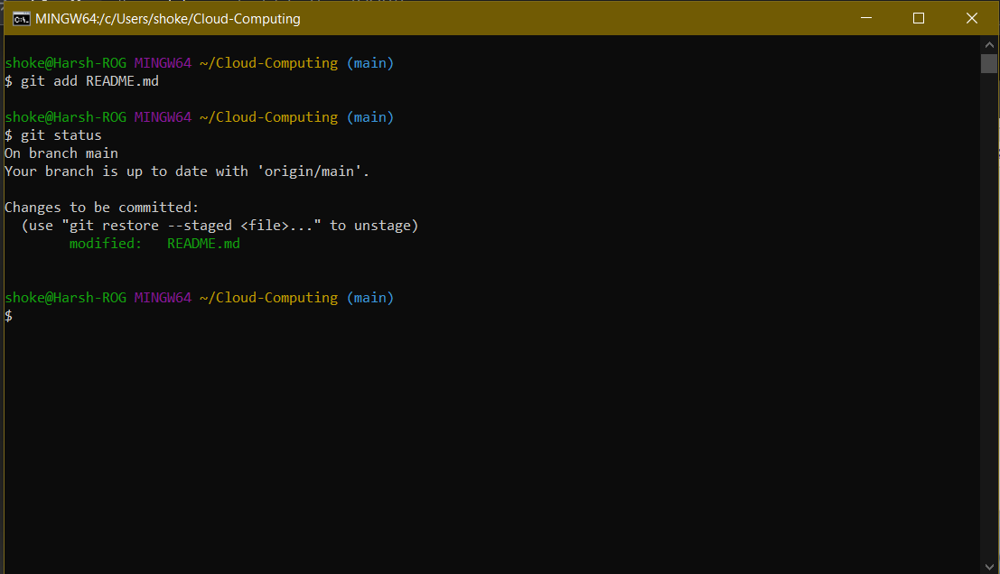 MINGW64:/c/Users/shoke/Cloud-Computing
shoke@Harsh-ROG MINGW64 ~/Cloud-Computing (main)
$ git add README.md
shoke@Harsh-ROG MINGW64 ~/Cloud-Computing (main)
$ git status
On branch main
Your branch is up to date with 'origin/main'.
Changes to be committed:
  (use "git restore --staged <file>..." to unstage)
        modified:   README.md
shoke@Harsh-ROG MINGW64 ~/Cloud-Computing (main)
$